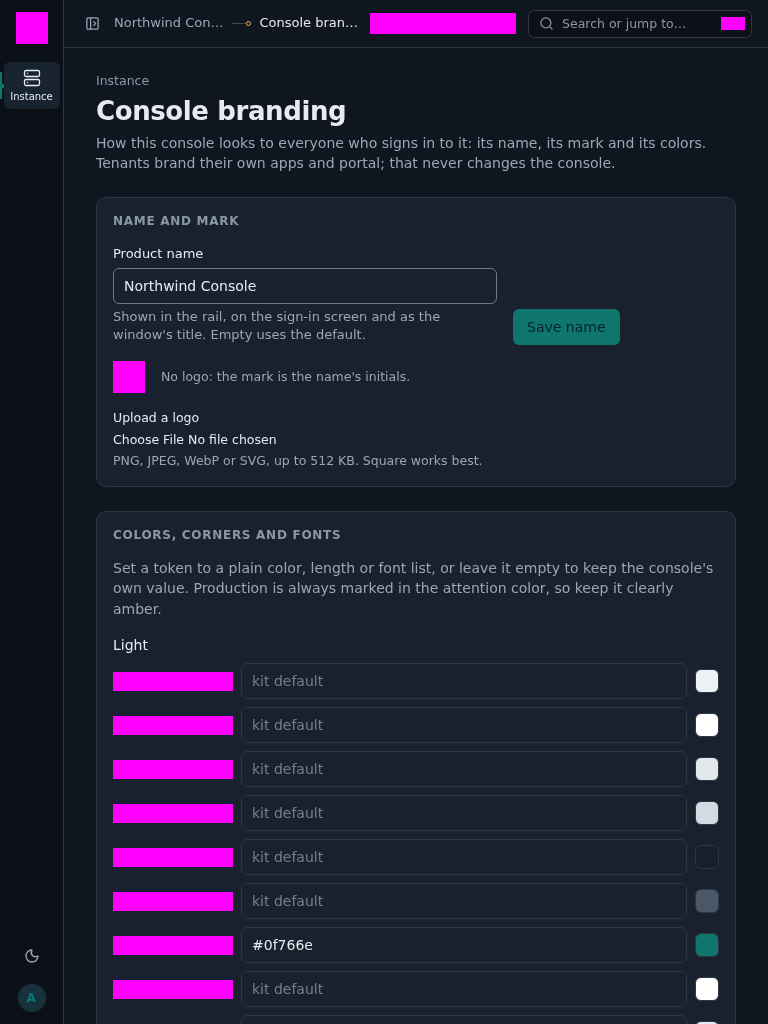 Northwind Con…
Console bran…
Search or jump to…
Instance
Instance
Console branding
How this console looks to everyone who signs in to it: its name, its mark and its colors.
Tenants brand their own apps and portal; that never changes the console.
NAME AND MARK
Product name
Northwind Console
Shown in the rail, on the sign-in screen and as the
window's title. Empty uses the default.
Save name
No logo: the mark is the name's initials.
Upload a logo
Choose File No file chosen
PNG, JPEG, WebP or SVG, up to 512 KB. Square works best.
COLORS, CORNERS AND FONTS
Set a token to a plain color, length or font list, or leave it empty to keep the console's
own value. Production is always marked in the attention color, so keep it clearly
amber.
Light
kit default
kit default
kit default
kit default
kit default
kit default
#0f766e
kit default
A